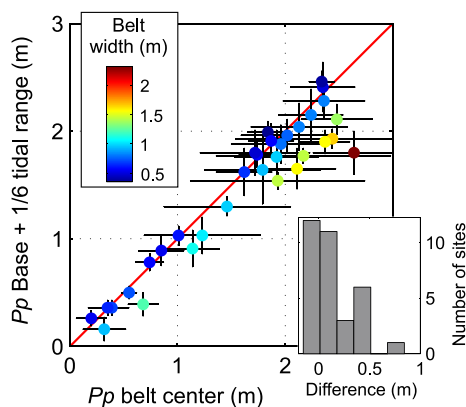 Belt
width (m)
2
1.5
1
0.5
3
2
1
0
Pp Base + 1/6 tidal range (m)
0
1
2
Pp belt center (m)
10
5
0
Number of sites
0
0.5
1
Difference (m)